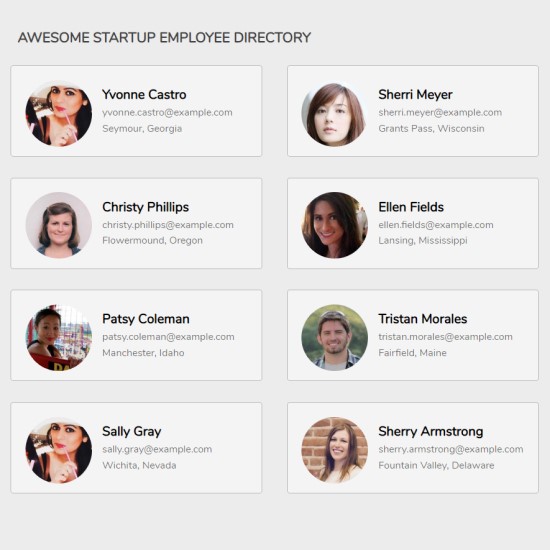 AWESOME STARTUP EMPLOYEE DIRECTORY
Yvonne Castro
yvonne.castro@example.com
Seymour, Georgia
Sherri Meyer
sherri.meyer@example.com
Grants Pass, Wisconsin
Christy Phillips
christy.phillips@example.com
Flowermound, Oregon
Ellen Fields
ellen.fields@example.com
Lansing, Mississippi
Patsy Coleman
patsy.coleman@example.com
Manchester, Idaho
Tristan Morales
tristan.morales@example.com
Fairfield, Maine
Sally Gray
sally.gray@example.com
Wichita, Nevada
Sherry Armstrong
sherry.armstrong@example.com
Fountain Valley, Delaware